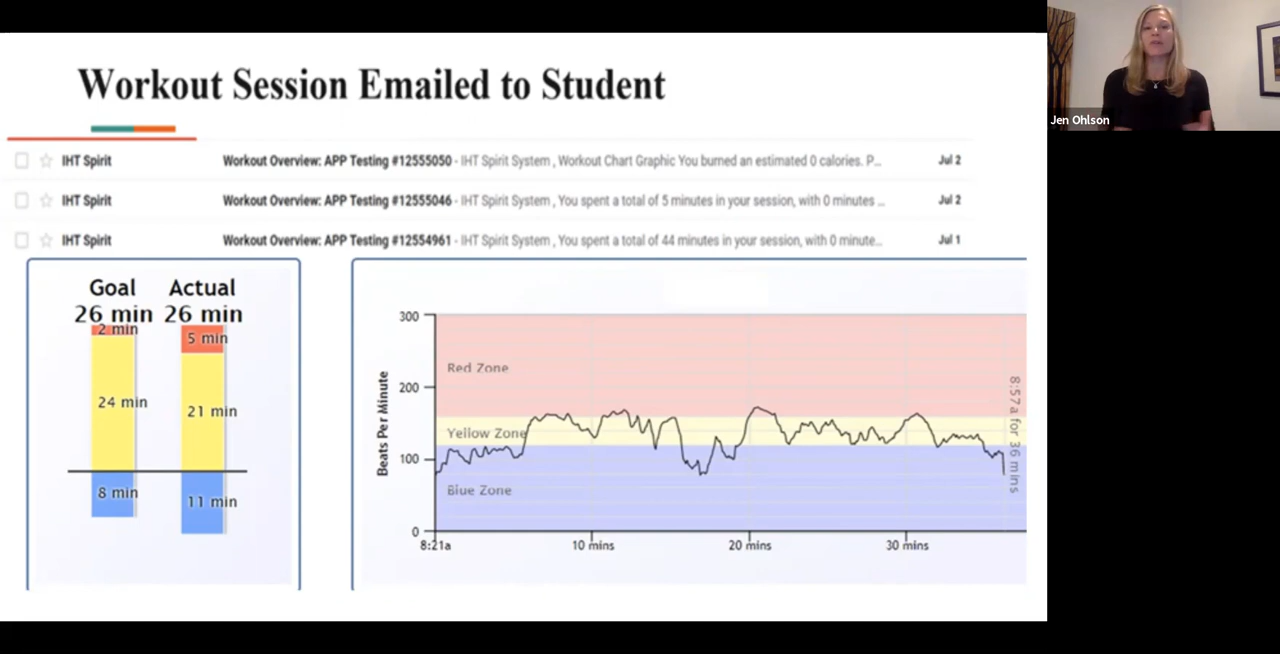 Workout Session Emailed to Student
Jen Ohlson
IHT Spirit Workout Overview: APP Testing #12555050 - IHT Spirit System , Workout Chart Graphic You burned an estimated 0 calories. P... Jul 2
IHT Spirit Workout Overview: APP Testing #12555046 - IHT Spirit System , You spent a total of 5 minutes in your session, with 0 minutes ... Jul 2
IHT Spirit Workout Overview: APP Testing #12554961 - IHT Spirit System , You spent a total of 44 minutes in your session, with 0 minute... Jul 1
Goal Actual
26 min 26 min
2 min
5 min
24 min
21 min
8 min
11 min
Beats Per Minute
300
200
100
0
Red Zone
Yellow Zone
Blue Zone
8:21a 10 mins 20 mins 30 mins
8:57a for 36 mins